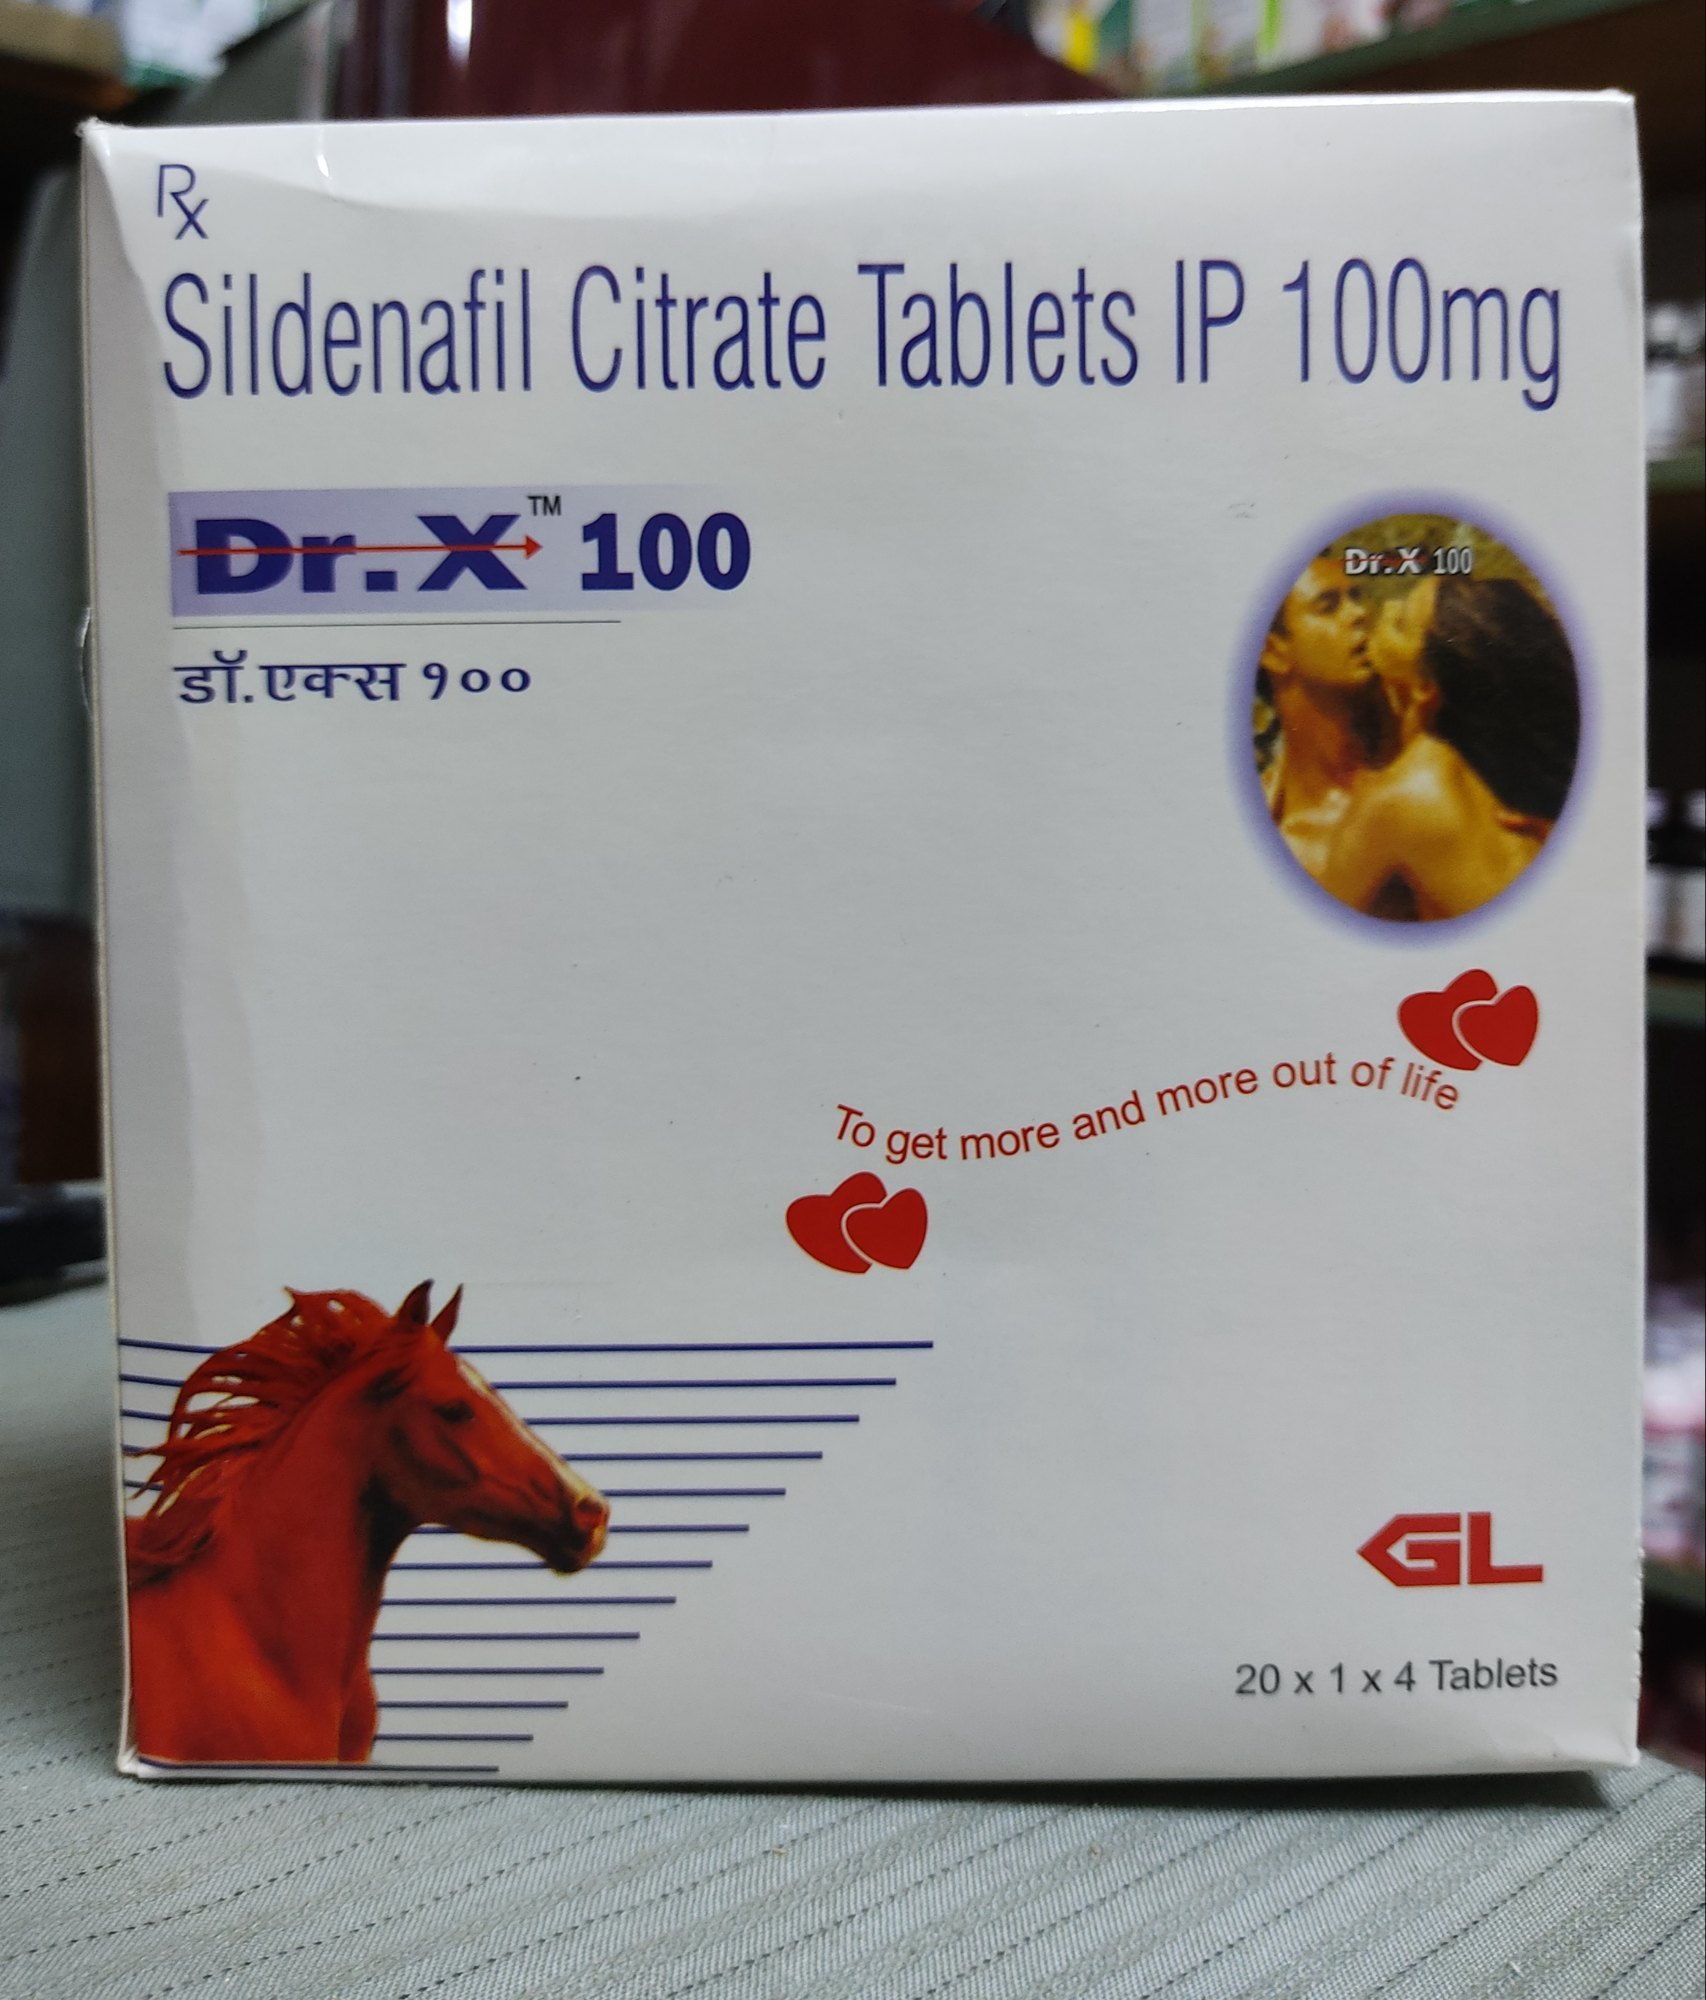 Rx
Sildenafil Citrate Tablets IP 100mg
Dr.X™ 100
डॉ.एक्स १००
Dr.X 100
To get more and more out of life
GL
20 x 1 x 4 Tablets